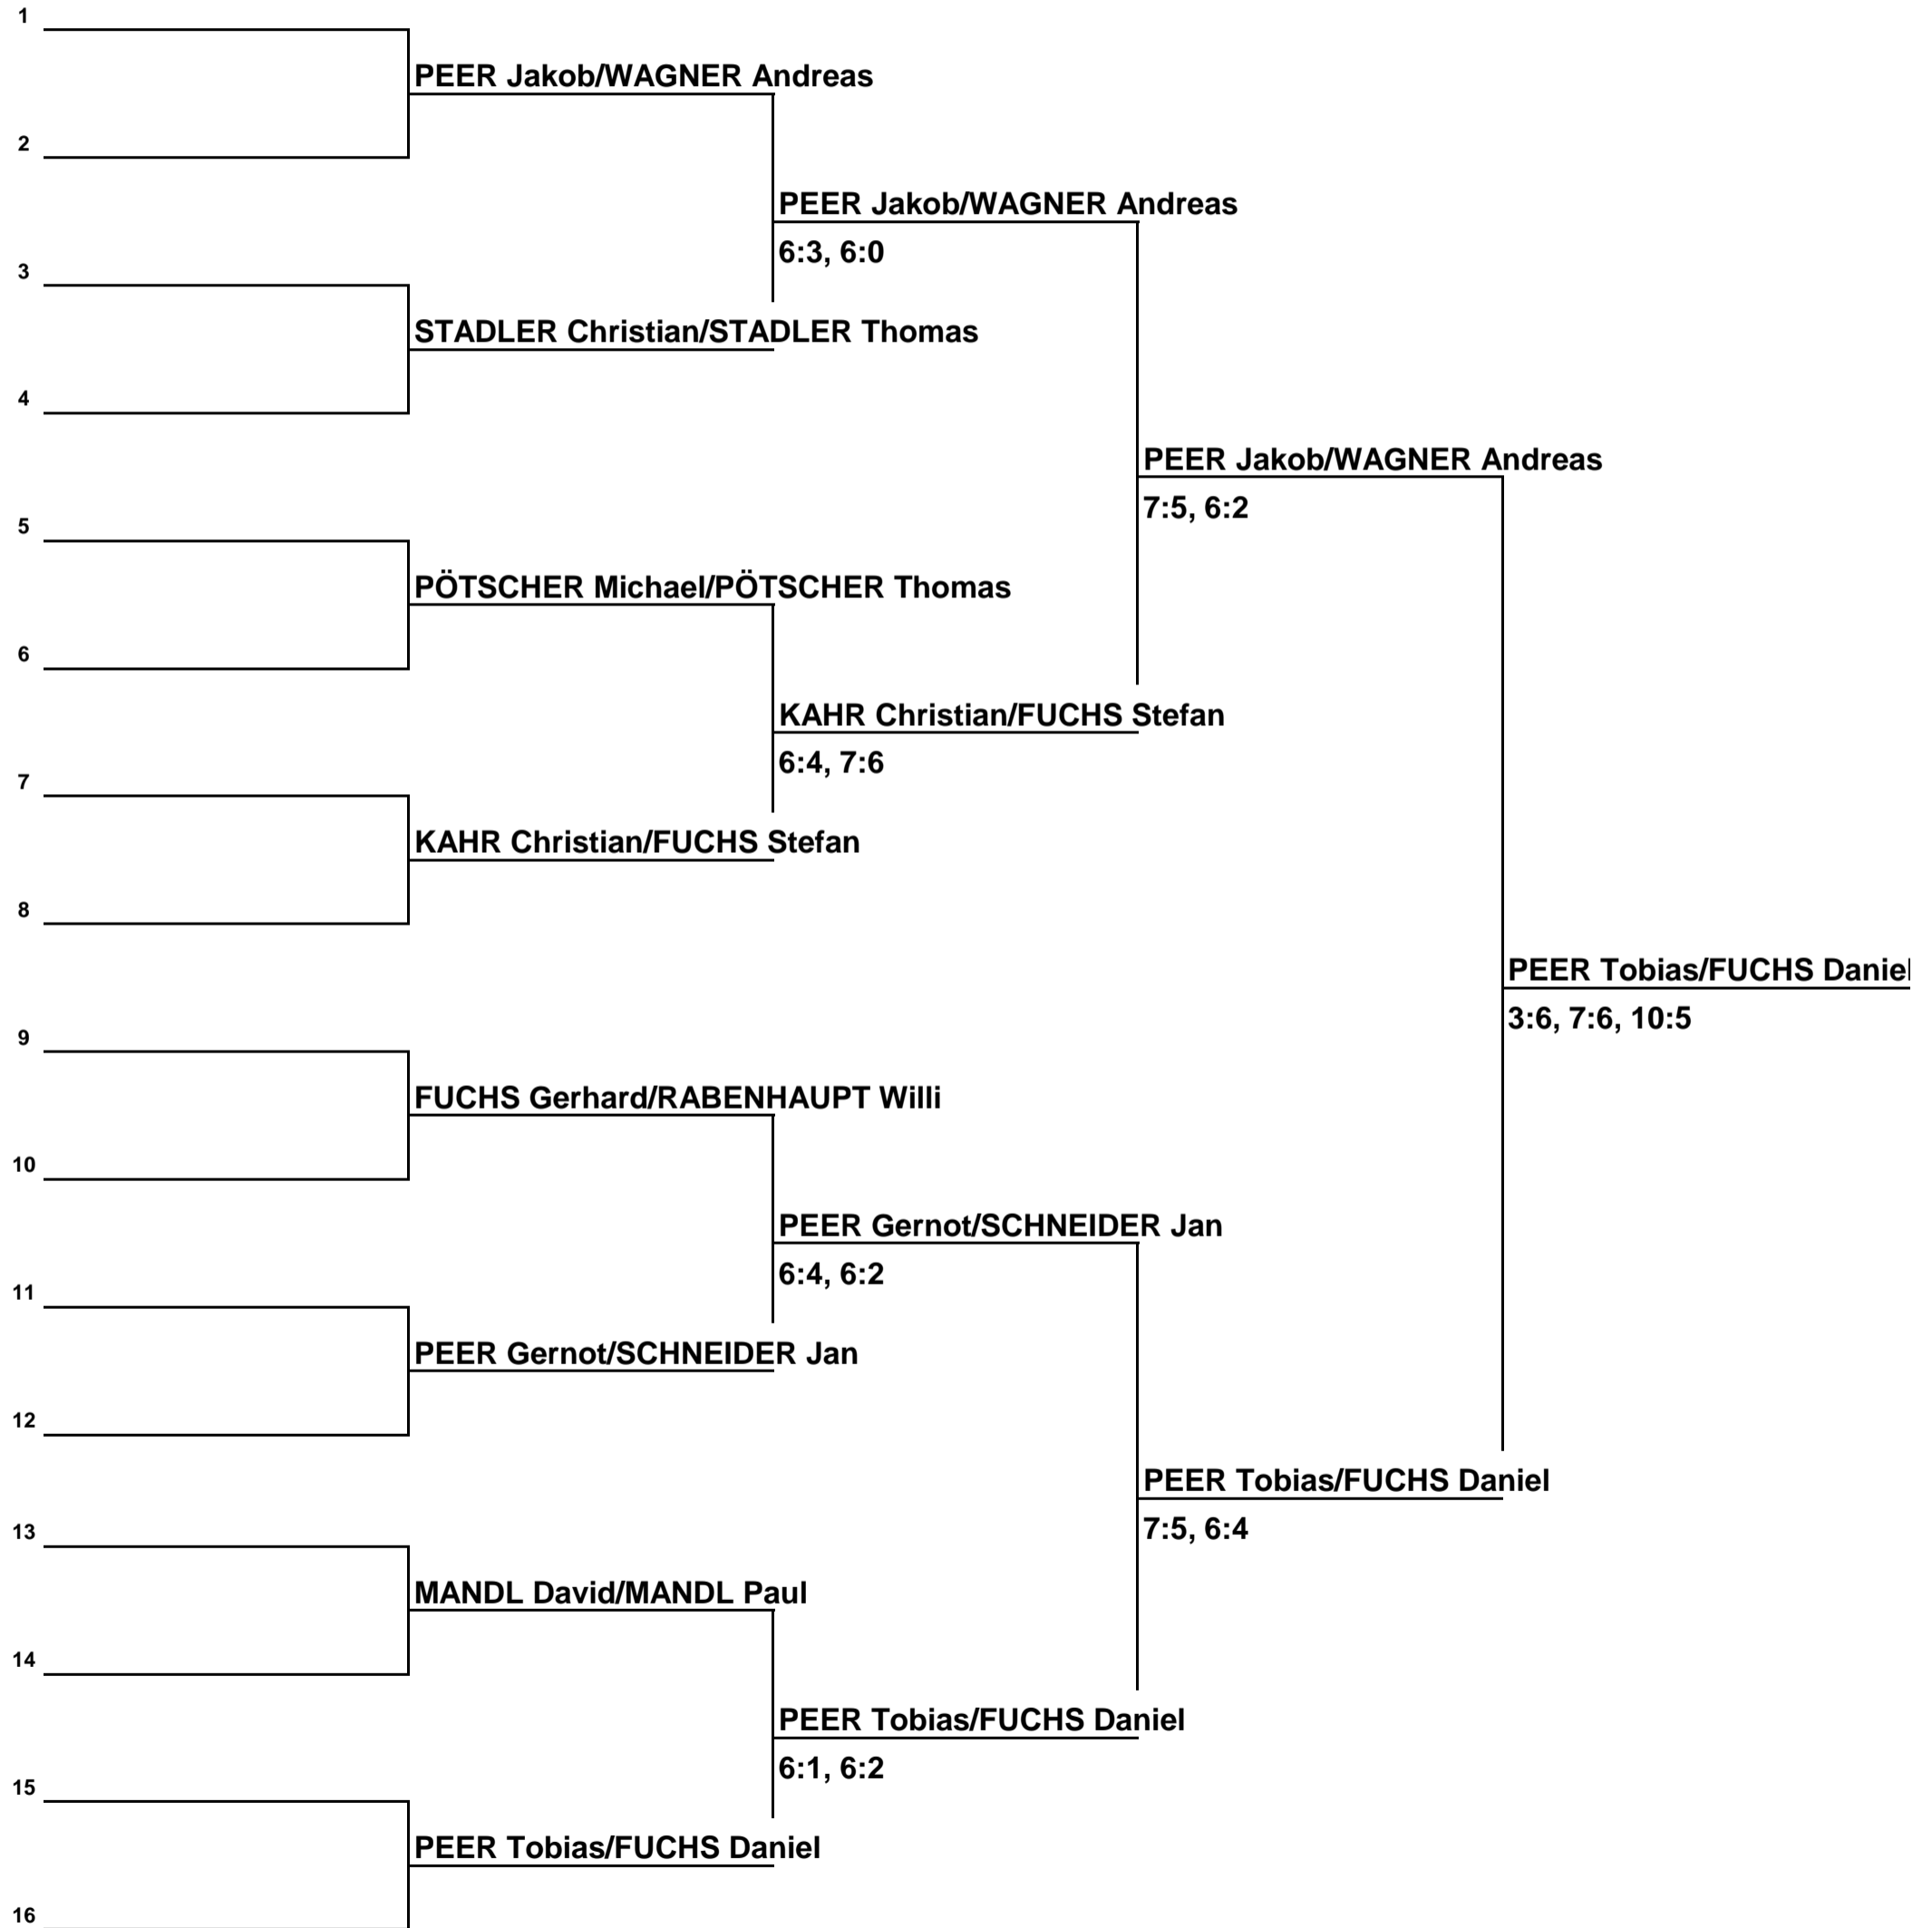 1
PEER Jakob/WAGNER Andreas
2
PEER Jakob/WAGNER Andreas
6:3, 6:0
3
STADLER Christian/STADLER Thomas
4
PEER Jakob/WAGNER Andreas
7:5, 6:2
5
PÖTSCHER Michael/PÖTSCHER Thomas
6
KAHR Christian/FUCHS Stefan
6:4, 7:6
7
KAHR Christian/FUCHS Stefan
8
PEER Tobias/FUCHS Daniel
3:6, 7:6, 10:5
9
FUCHS Gerhard/RABENHAUPT Willi
10
PEER Gernot/SCHNEIDER Jan
6:4, 6:2
11
PEER Gernot/SCHNEIDER Jan
12
PEER Tobias/FUCHS Daniel
7:5, 6:4
13
MANDL David/MANDL Paul
14
PEER Tobias/FUCHS Daniel
6:1, 6:2
15
PEER Tobias/FUCHS Daniel
16